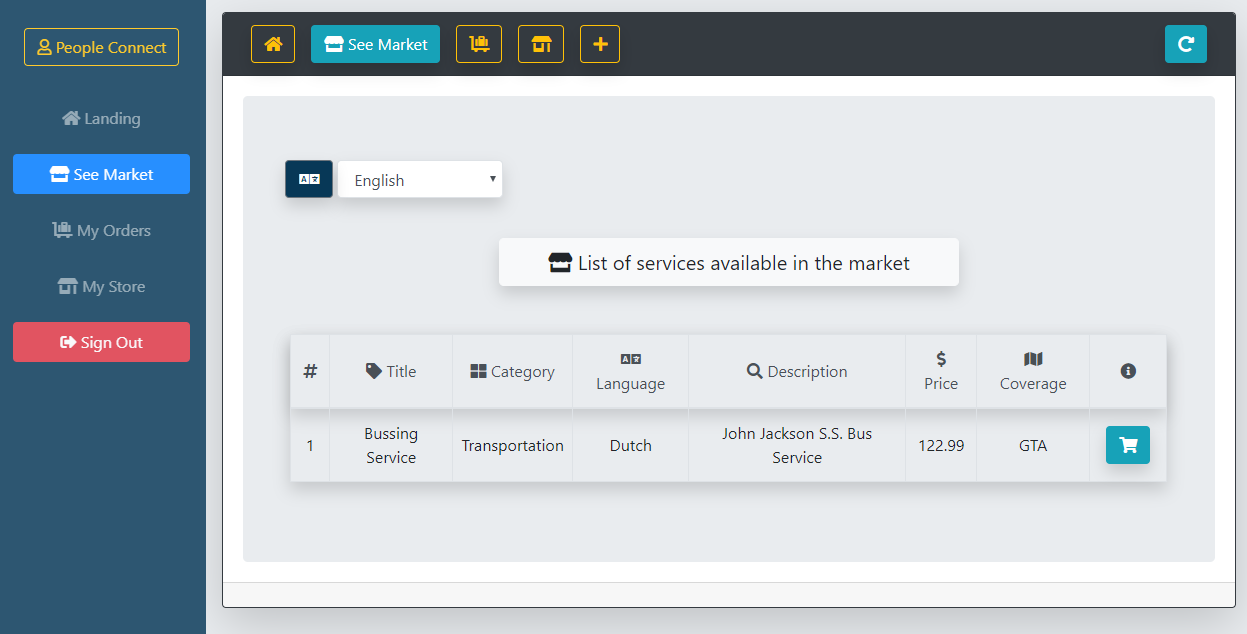 People Connect
Landing
See Market
My Orders
My Store
Sign Out
See Market
English
List of services available in the market
# Title Category Language Description $ Price Coverage
1 Bussing Service Transportation Dutch John Jackson S.S. Bus Service 122.99 GTA